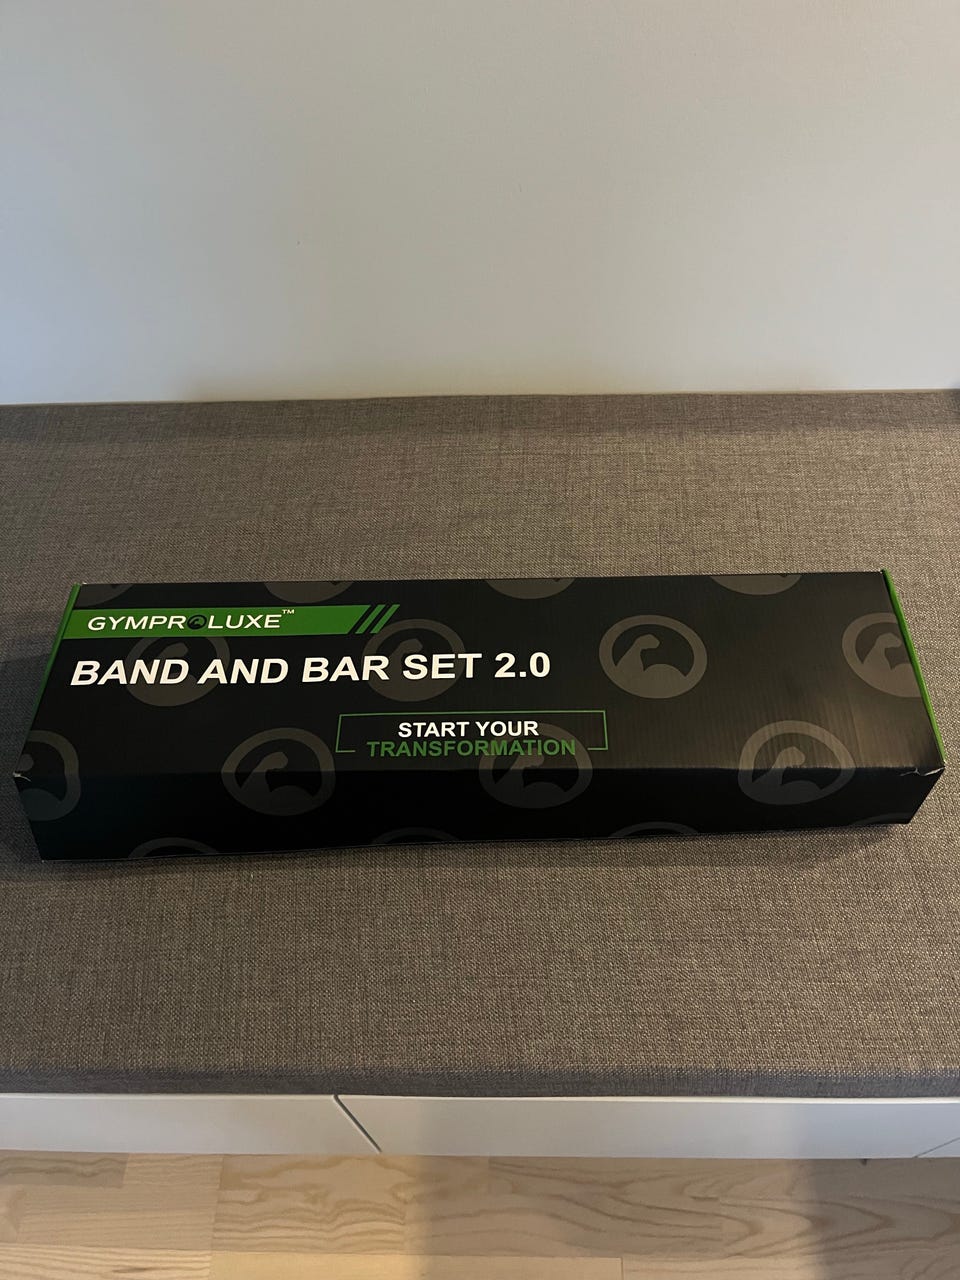 GYMPROLUXE™
BAND AND BAR SET 2.0
START YOUR
TRANSFORMATION